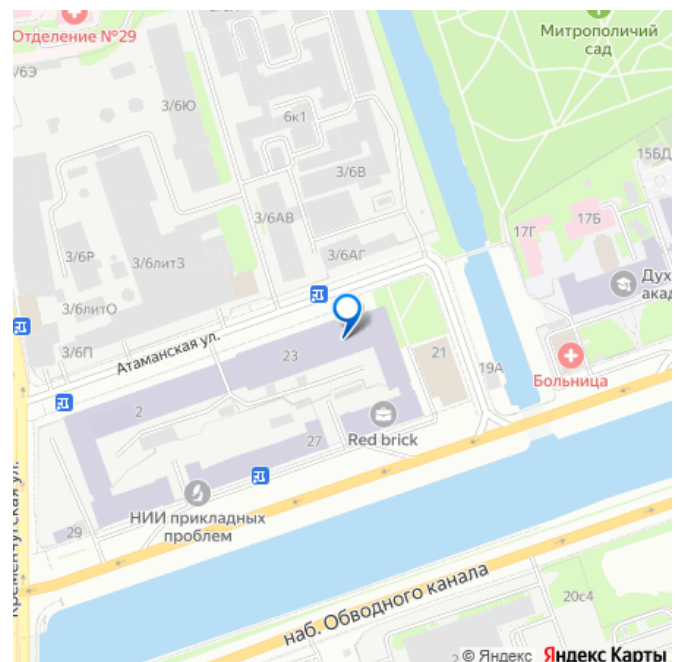 Отделение №29
Митрополичий
сад
3/6Ю
6к1
3/6В
15БД
17Б
17Г
3/6АВ
3/6Р
3/6литЗ
3/6АГ
Дух
акад
3/6литО
3/6П
Атаманская ул.
23
21
19А
Больница
2
27
Red brick
НИИ прикладных
проблем
29
Кременчугская ул.
наб. Обводного канала
20с4
2
© Яндекс Яндекс Карты